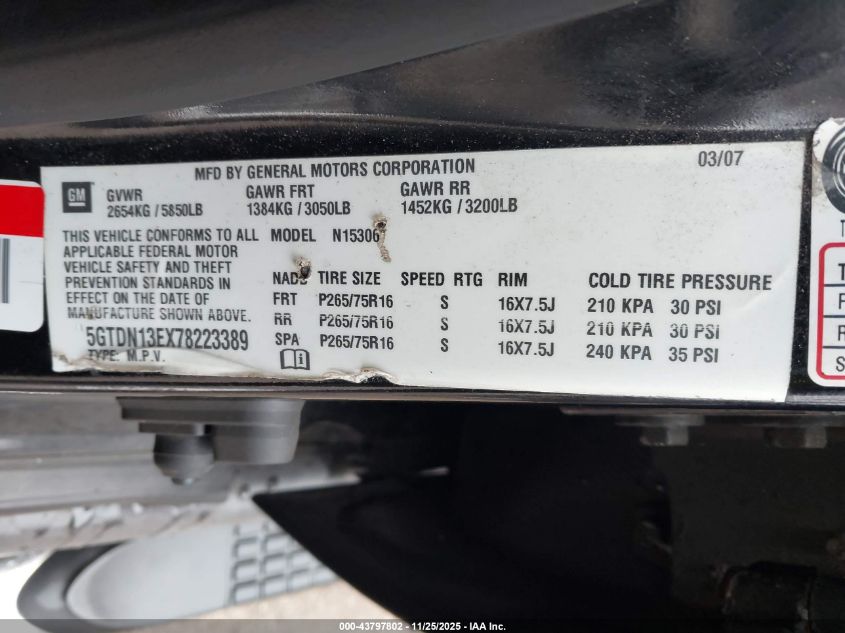 MFD BY GENERAL MOTORS CORPORATION 03/07
GM
GVWR GAWR FRT GAWR RR
2654KG / 5850LB 1384KG / 3050LB 1452KG / 3200LB
THIS VEHICLE CONFORMS TO ALL MODEL N15306
APPLICABLE FEDERAL MOTOR
VEHICLE SAFETY AND THEFT
PREVENTION STANDARDS IN
EFFECT ON THE DATE OF
MANUFACTURE SHOWN ABOVE.
5GTDN13EX78223389
TYPE: M.P.V.
TIRE SIZE SPEED RTG RIM COLD TIRE PRESSURE
FRT P265/75R16 S 16X7.5J 210 KPA 30 PSI
RR P265/75R16 S 16X7.5J 210 KPA 30 PSI
SPA P265/75R16 S 16X7.5J 240 KPA 35 PSI
T
T
F
R
S
000-43797802 - 11/25/2025 - IAA Inc.